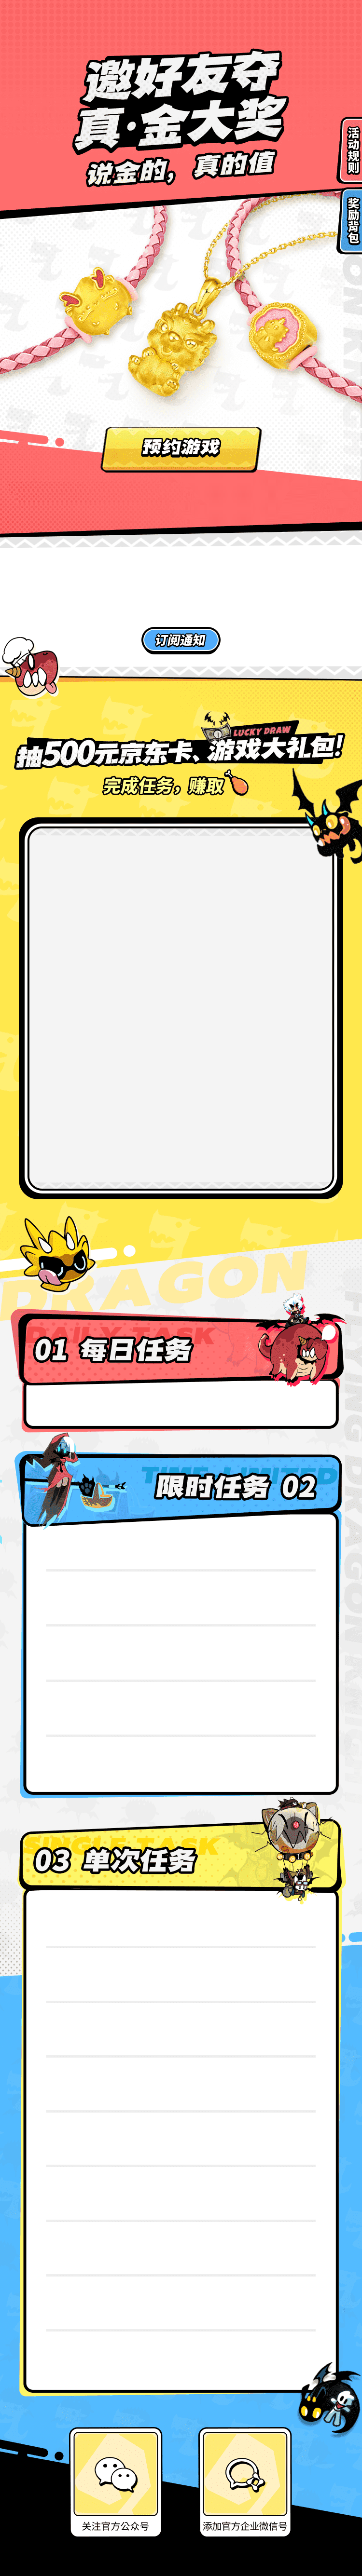 邀好友夺
真·金大奖
说金的，真的值
活动规则
奖励背包
预约游戏
订阅通知
LUCKY DRAW
抽500元京东卡、游戏大礼包！
完成任务，赚取
DRAGON
01 每日任务
TIME-LIMITED
限时任务 02
SINGLE TASK
03 单次任务
关注官方公众号
添加官方企业微信号